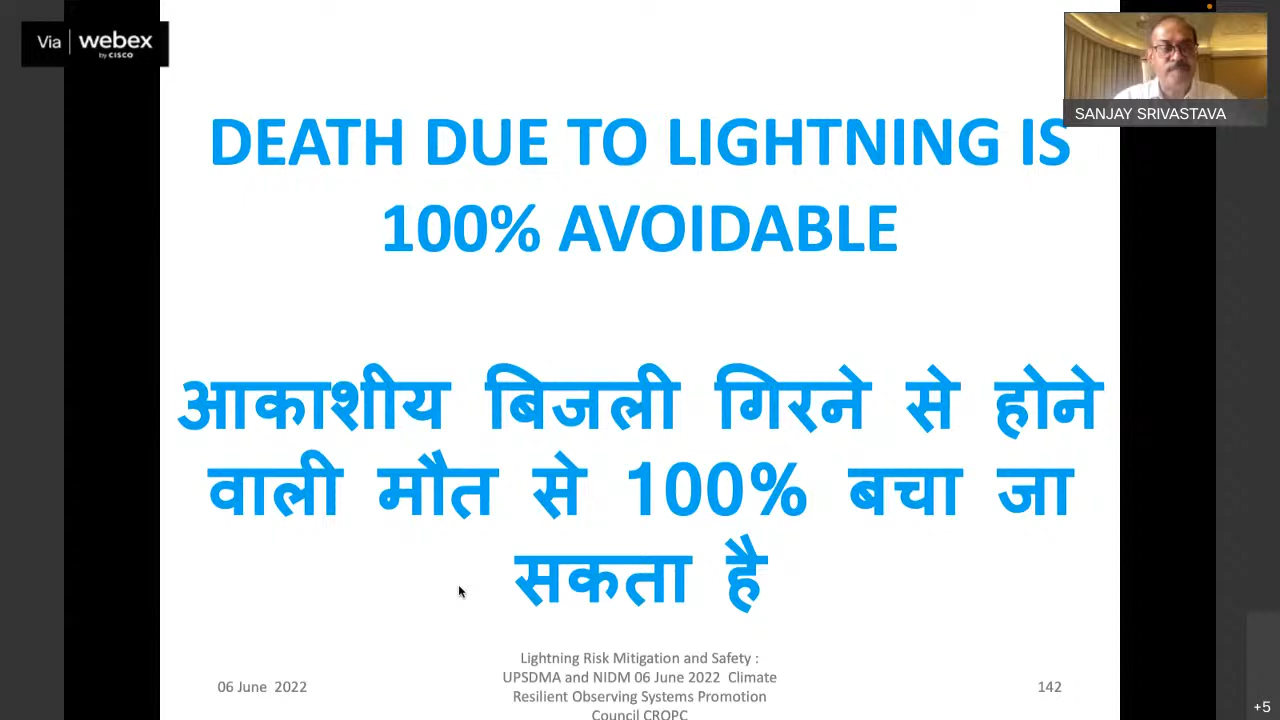 Via webex
by CISCO
SANJAY SRIVASTAVA
DEATH DUE TO LIGHTNING IS
100% AVOIDABLE
आकाशीय बिजली गिरने से होने
वाली मौत से 100% बचा जा
सकता है
06 June 2022
Lightning Risk Mitigation and Safety :
UPSDMA and NIDM 06 June 2022 Climate
Resilient Observing Systems Promotion
Council CROPC
142
+5